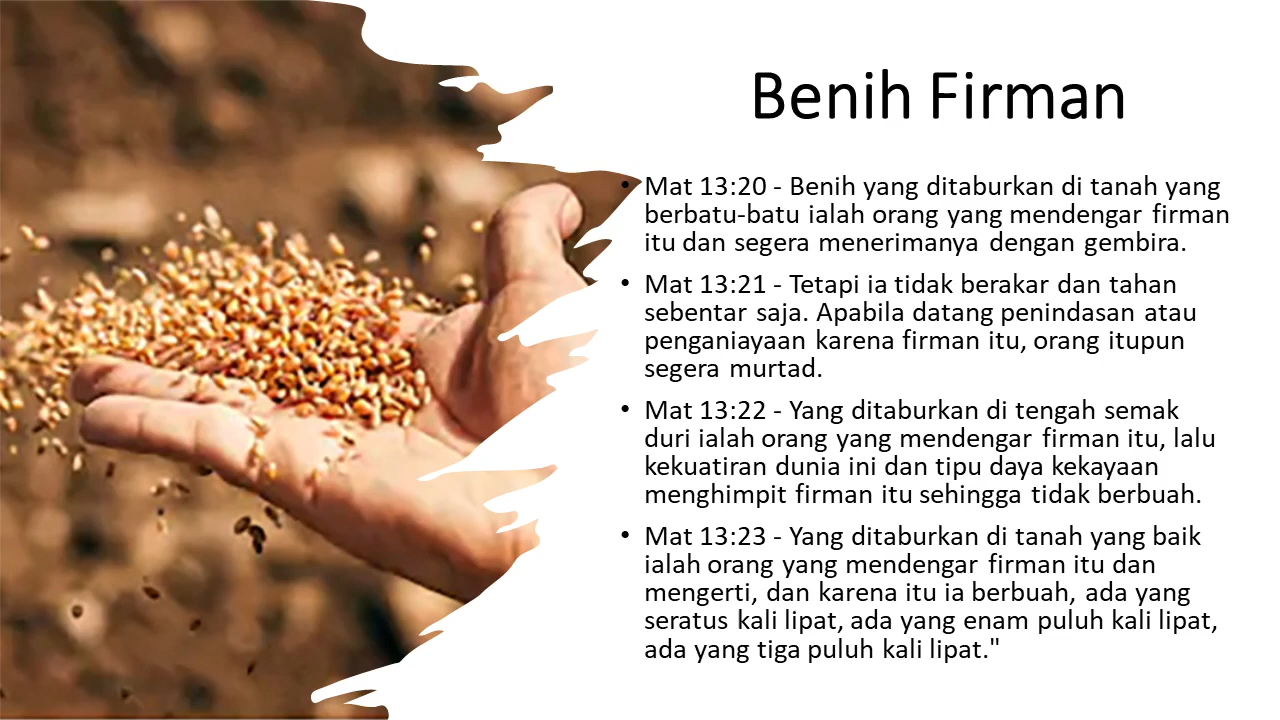 Benih Firman
• Mat 13:20 - Benih yang ditaburkan di tanah yang
berbatu-batu ialah orang yang mendengar firman
itu dan segera menerimanya dengan gembira.
• Mat 13:21 - Tetapi ia tidak berakar dan tahan
sebentar saja. Apabila datang penindasan atau
penganiayaan karena firman itu, orang itupun
segera murtad.
• Mat 13:22 - Yang ditaburkan di tengah semak
duri ialah orang yang mendengar firman itu, lalu
kekuatiran dunia ini dan tipu daya kekayaan
menghimpit firman itu sehingga tidak berbuah.
• Mat 13:23 - Yang ditaburkan di tanah yang baik
ialah orang yang mendengar firman itu dan
mengerti, dan karena itu ia berbuah, ada yang
seratus kali lipat, ada yang enam puluh kali lipat,
ada yang tiga puluh kali lipat."